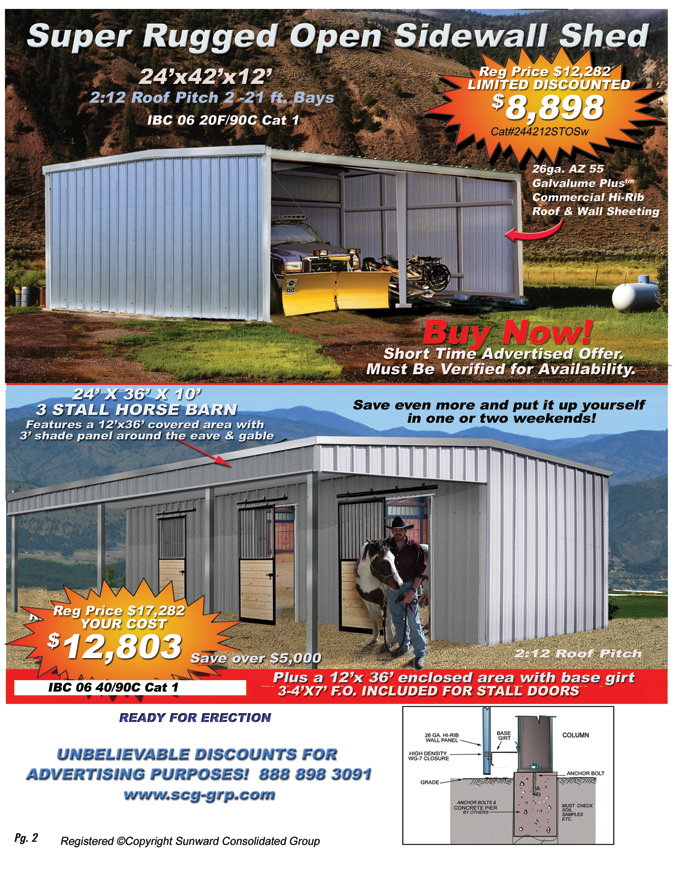 Super Rugged Open Sidewall Shed
24’x42’x12’
2:12 Roof Pitch 2 -21 ft. Bays
IBC 06 20F/90C Cat 1
Reg Price $12,282
LIMITED DISCOUNTED
$8,898
Cat#244212STOSw
26ga. AZ 55
Galvalume Plus™
Commercial Hi-Rib
Roof & Wall Sheeting
Buy Now!
Short Time Advertised Offer.
Must Be Verified for Availability.
24’ X 36’ X 10’
3 STALL HORSE BARN
Features a 12’x36’ covered area with
3’ shade panel around the eave & gable
Save even more and put it up yourself
in one or two weekends!
Reg Price $17,282
YOUR COST
$12,803
Save over $5,000
2:12 Roof Pitch
IBC 06 40/90C Cat 1
Plus a 12’x 36’ enclosed area with base girt
3-4’X7’ F.O. INCLUDED FOR STALL DOORS
READY FOR ERECTION
UNBELIEVABLE DISCOUNTS FOR
ADVERTISING PURPOSES! 888 898 3091
www.scg-grp.com
26 GA. HI-RIB
WALL PANEL
BASE
GIRT
COLUMN
HIGH DENSITY
WG-7 CLOSURE
GRADE
ANCHOR BOLT
ANCHOR BOLTS &
CONCRETE PIER
BY OTHERS
MUST CHECK
SOIL
SAMPLES
ETC.
Pg. 2
Registered ©Copyright Sunward Consolidated Group